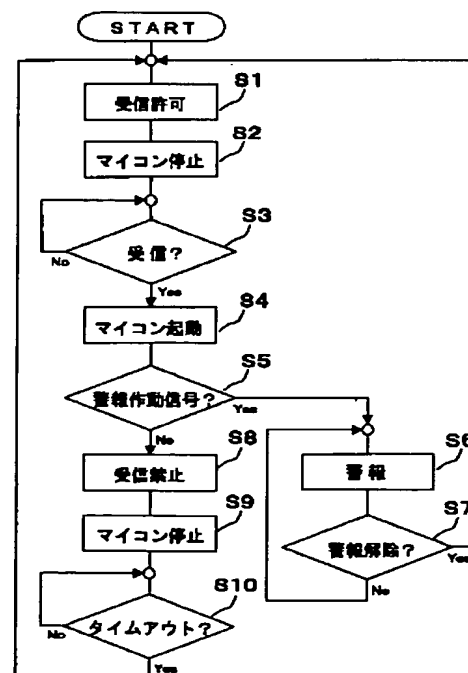 START
S1
受信許可
S2
マイコン停止
S3
受信?
No
Yes
S4
マイコン起動
S5
警報作動信号?
Yes
No
S8
受信禁止
S6
警報
S9
マイコン停止
S7
警報解除?
Yes
No
S10
タイムアウト?
No
Yes